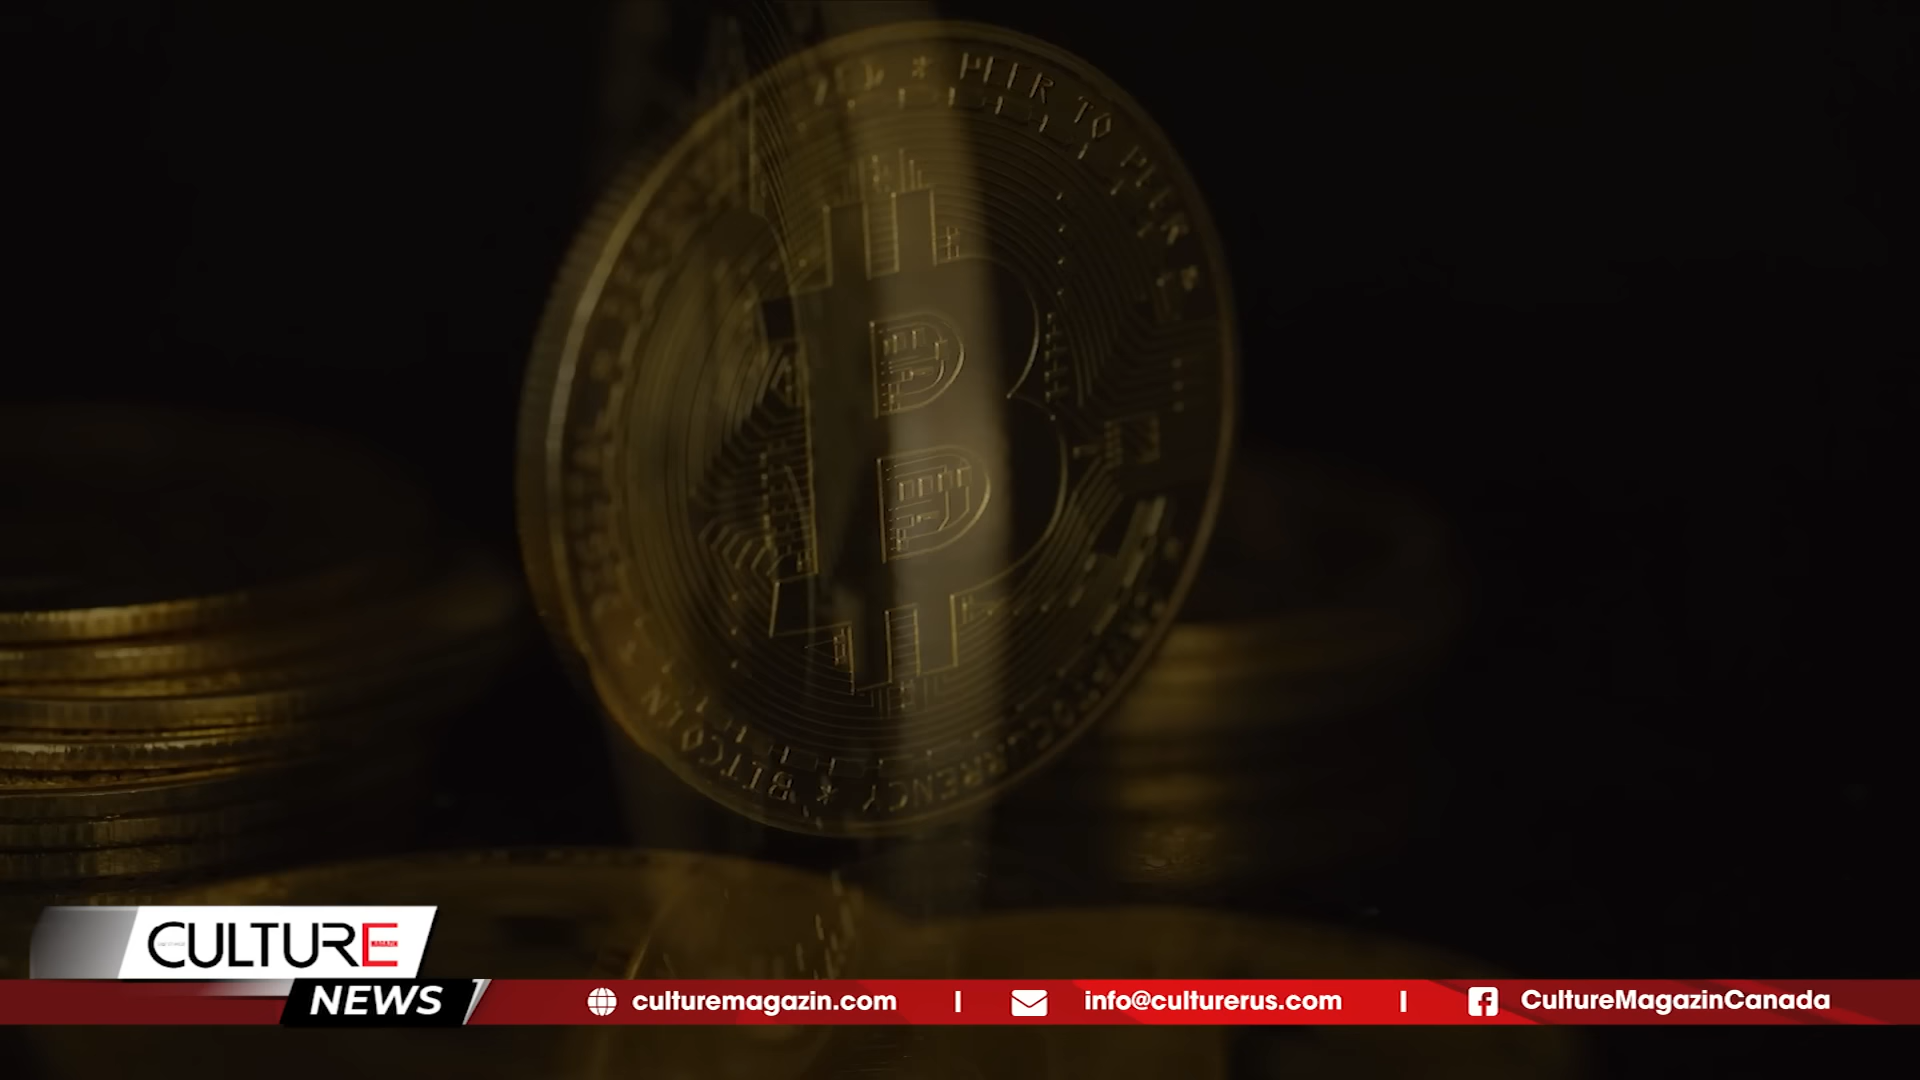 PEER TO PEER
BITCOIN * CRYPTOCURRENCY
CULTURE
NEWS
culturemagazin.com | info@culturerus.com | CultureMagazinCanada